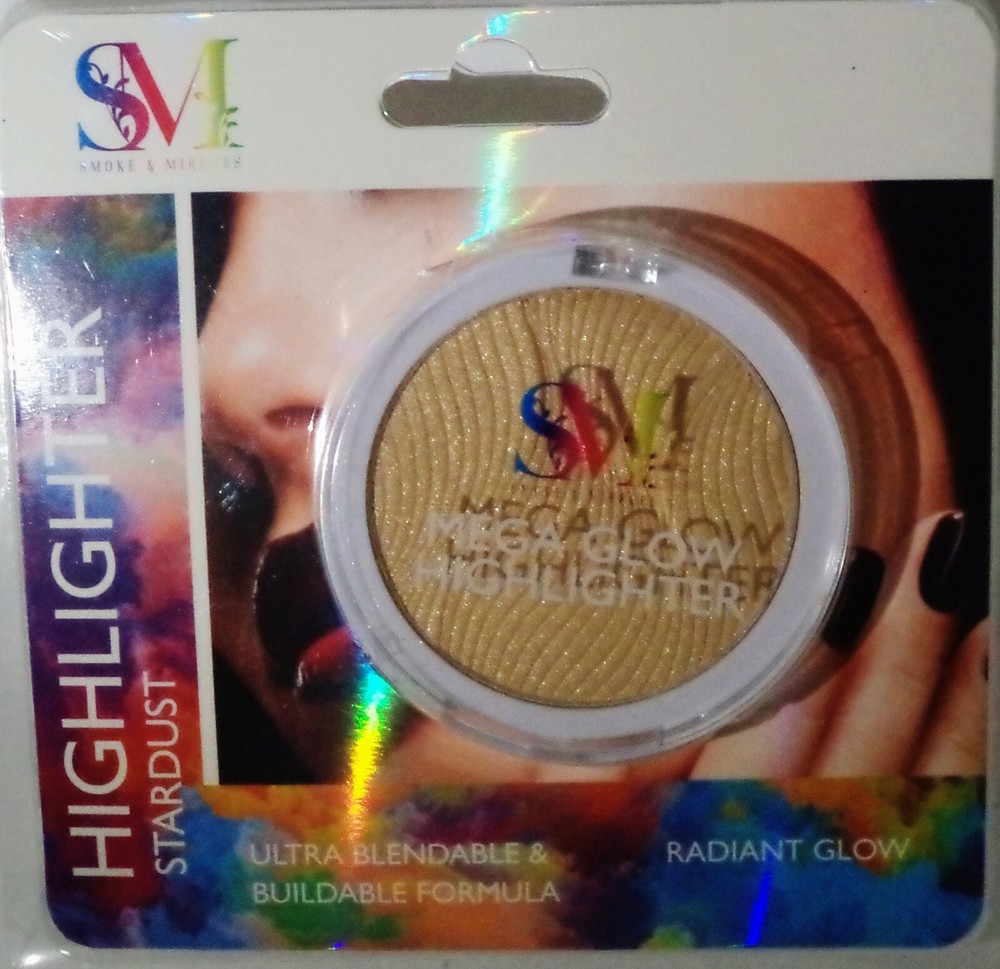 SM
SMOKE & MIRRORS
HIGHLIGHTER
STARDUST
SM
MEGA GLOW
HIGHLIGHTER
ULTRA BLENDABLE &
BUILDABLE FORMULA
RADIANT GLOW